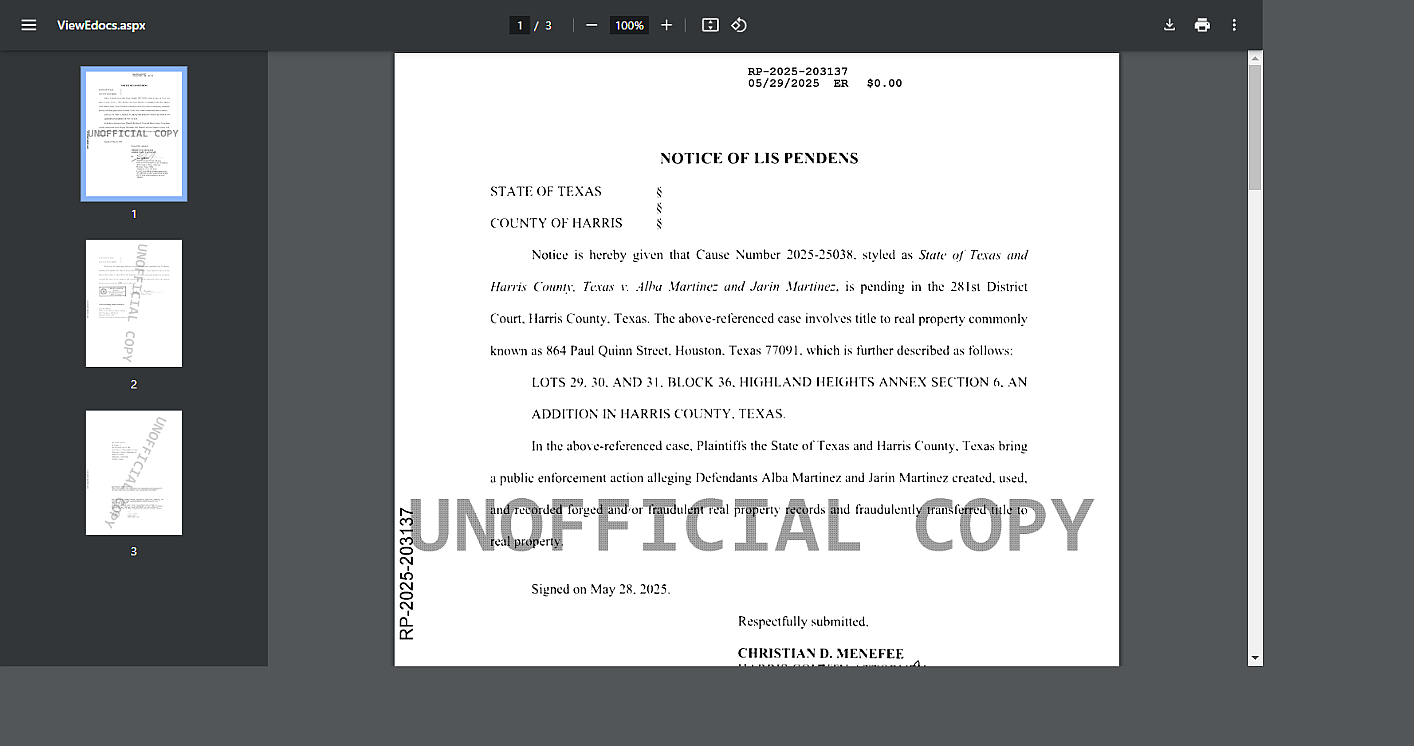 ViewEdocs.aspx
1 / 3
100%
UNOFFICIAL COPY
1
UNOFFICIAL COPY
2
UNOFFICIAL COPY
3
RP-2025-203137
05/29/2025 ER $0.00
NOTICE OF LIS PENDENS
STATE OF TEXAS §
§
COUNTY OF HARRIS §
Notice is hereby given that Cause Number 2025-25038, styled as State of Texas and
Harris County, Texas v. Alba Martinez and Jarin Martinez, is pending in the 281st District
Court, Harris County, Texas. The above-referenced case involves title to real property commonly
known as 864 Paul Quinn Street, Houston, Texas 77091, which is further described as follows:
LOTS 29, 30, AND 31, BLOCK 36, HIGHLAND HEIGHTS ANNEX SECTION 6, AN
ADDITION IN HARRIS COUNTY, TEXAS.
In the above-referenced case, Plaintiffs the State of Texas and Harris County, Texas bring
a public enforcement action alleging Defendants Alba Martinez and Jarin Martinez created, used,
and recorded forged and/or fraudulent real property records and fraudulently transferred title to
real property.
UNOFFICIAL COPY
RP-2025-203137
Signed on May 28, 2025.
Respectfully submitted,
CHRISTIAN D. MENEFEE